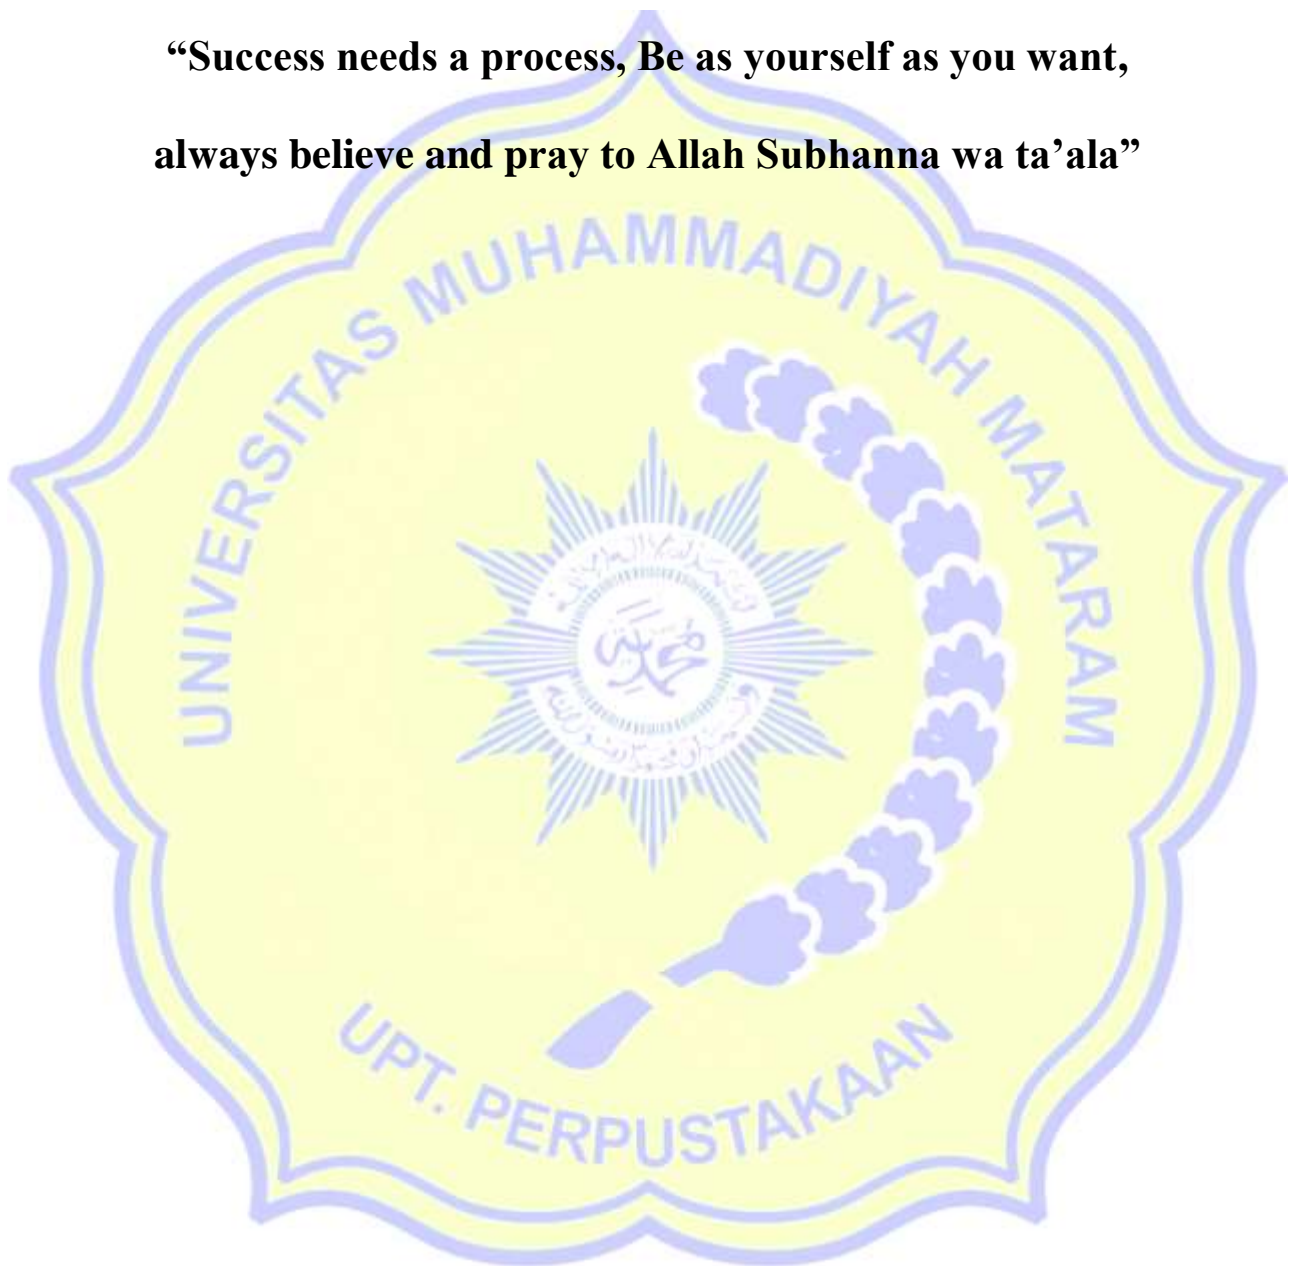 “Success needs a process, Be as yourself as you want,
always believe and pray to Allah Subhanna wa ta’ala”
UNIVERSITAS MUHAMMADIYAH MATARAM
UPT. PERPUSTAKAAN